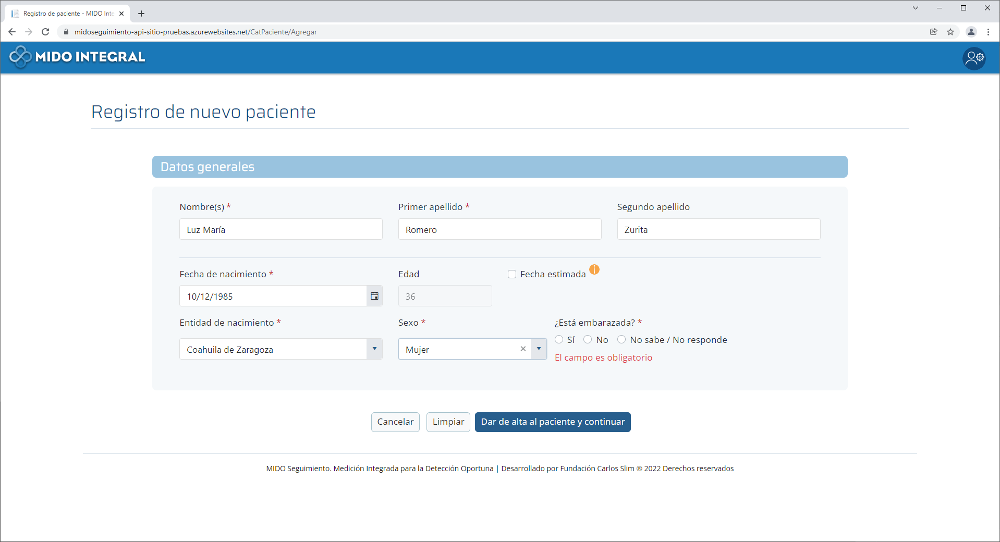 Registro de paciente - MIDO Inte
midoseguimiento-api-sitio-pruebas.azurewebsites.net/CatPaciente/Agregar
MIDO INTEGRAL
Registro de nuevo paciente
Datos generales
Nombre(s) * Primer apellido * Segundo apellido
Luz María Romero Zurita
Fecha de nacimiento * Edad Fecha estimada i
10/12/1985 36
Entidad de nacimiento * Sexo * ¿Está embarazada? *
Sí No No sabe / No responde
Coahuila de Zaragoza Mujer
El campo es obligatorio
Cancelar Limpiar Dar de alta al paciente y continuar
MIDO Seguimiento. Medición Integrada para la Detección Oportuna | Desarrollado por Fundación Carlos Slim ® 2022 Derechos reservados